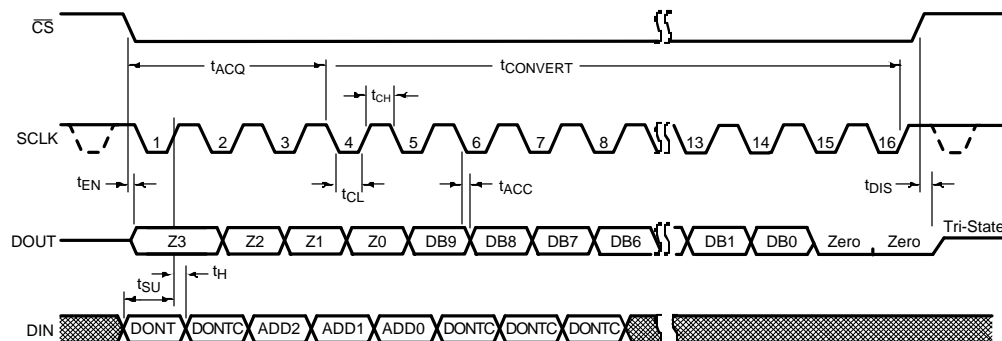 CS
tACQ
tCONVERT
tCH
SCLK
1 2 3 4 5 6 7 8 13 14 15 16
tEN
tCL
tACC
tDIS
DOUT
Z3 Z2 Z1 Z0 DB9 DB8 DB7 DB6 DB1 DB0 Zero Zero
Tri-State
tSU
tH
DIN
DONT DONTC ADD2 ADD1 ADD0 DONTC DONTC DONTC